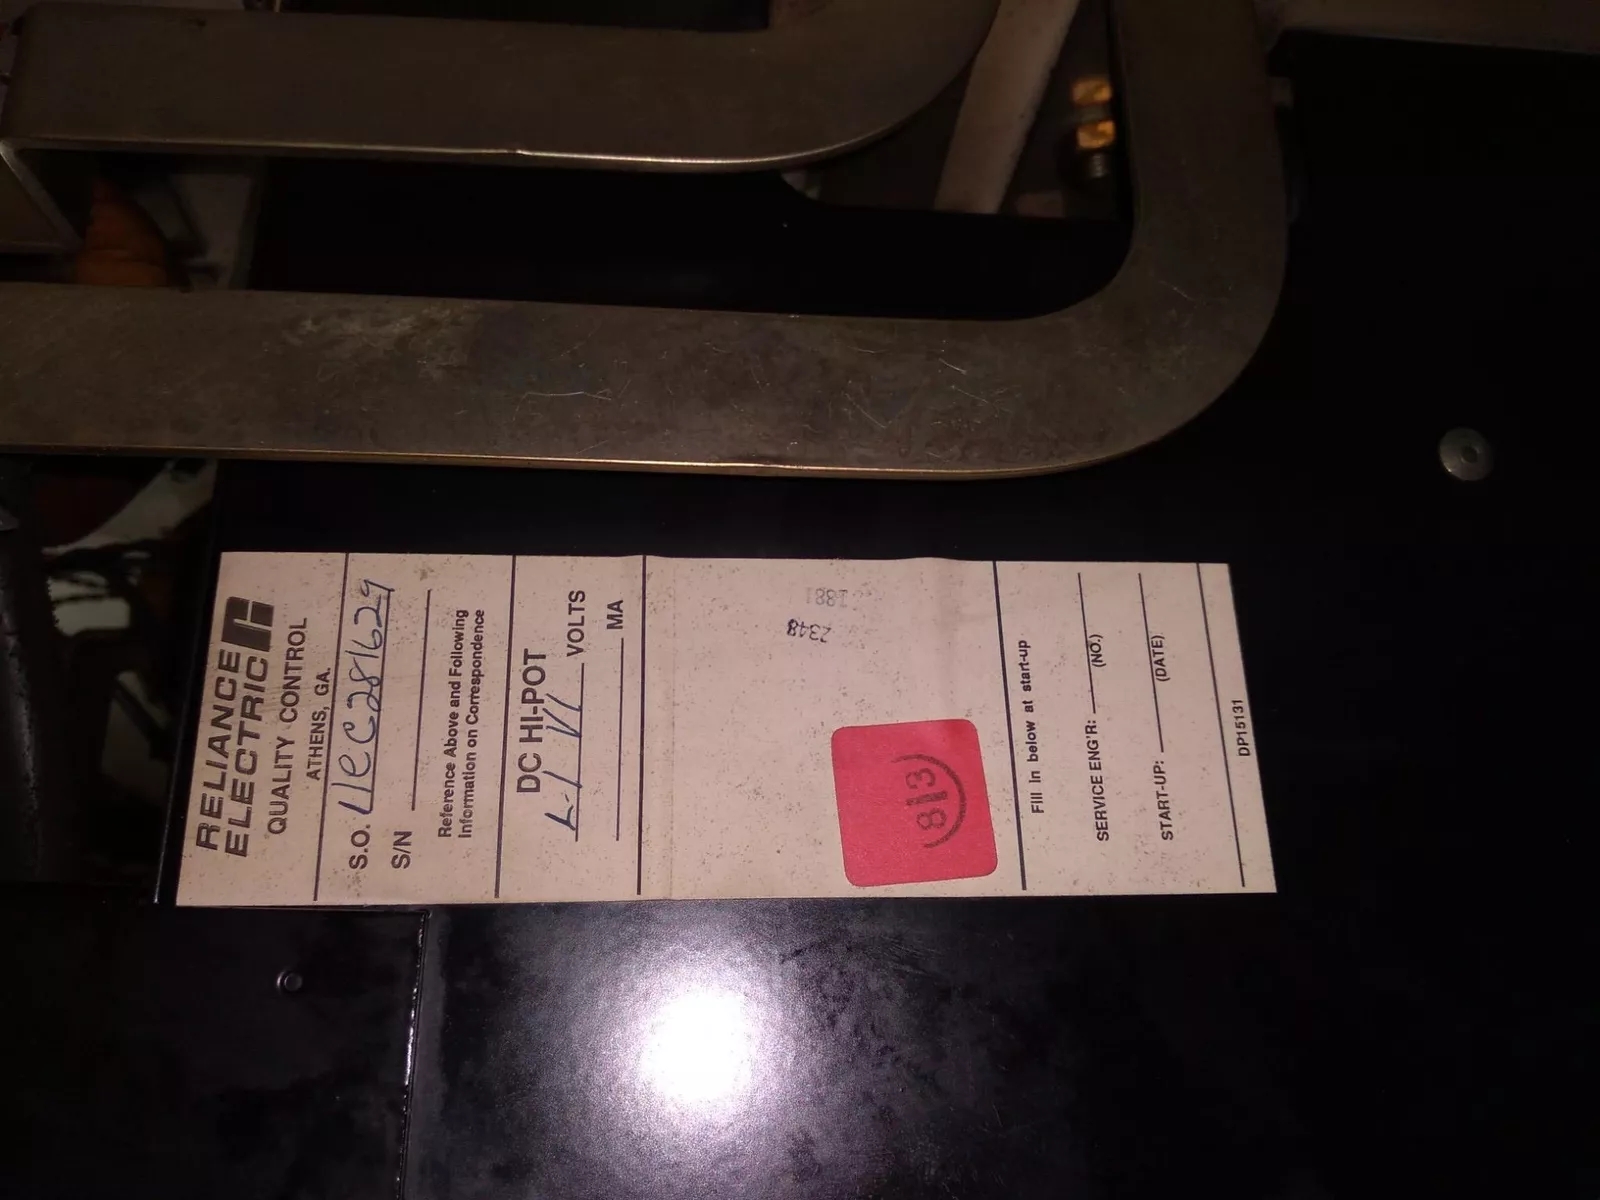 RELIANCE
ELECTRIC
QUALITY CONTROL
ATHENS, GA.
S.O. 11EC281629
S/N
Reference Above and Following
Information on Correspondence
DC HI-POT
VOLTS
MA
2348
1881
813
Fill in below at start-up
SERVICE ENG'R: (NO.)
START-UP: (DATE)
DP15131